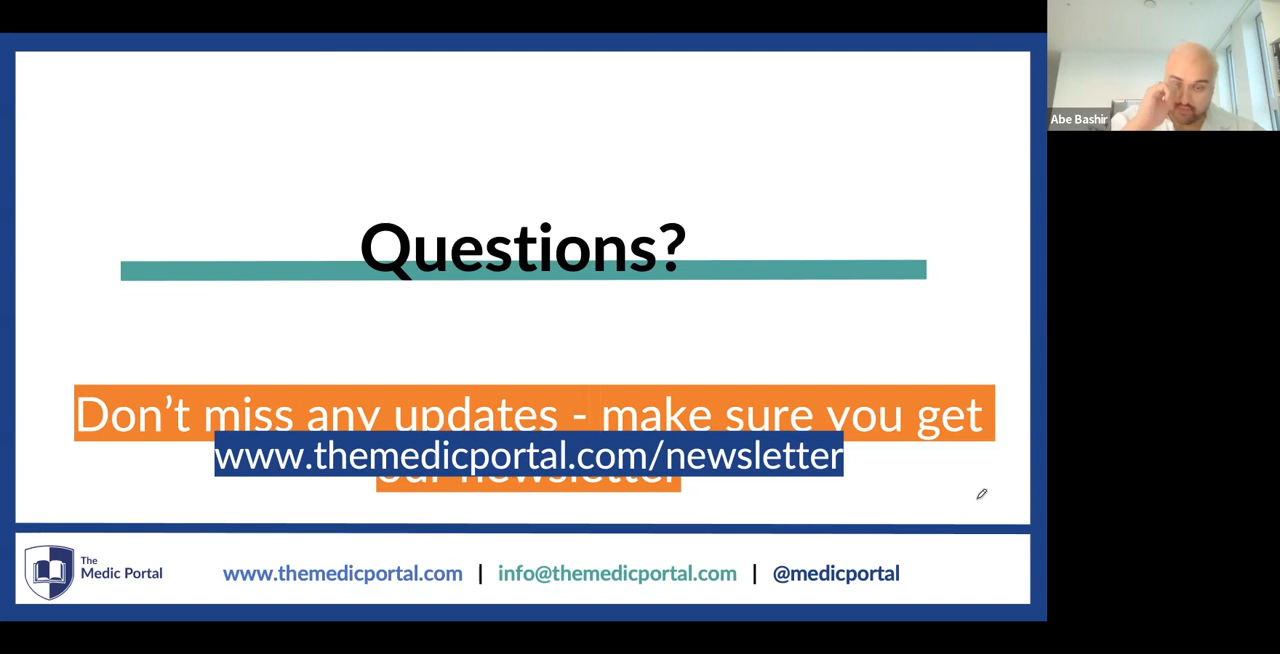 Abe Bashir
Questions?
Don’t miss any updates - make sure you get
our newsletter
www.themedicportal.com/newsletter
The
Medic Portal
www.themedicportal.com | info@themedicportal.com | @medicportal